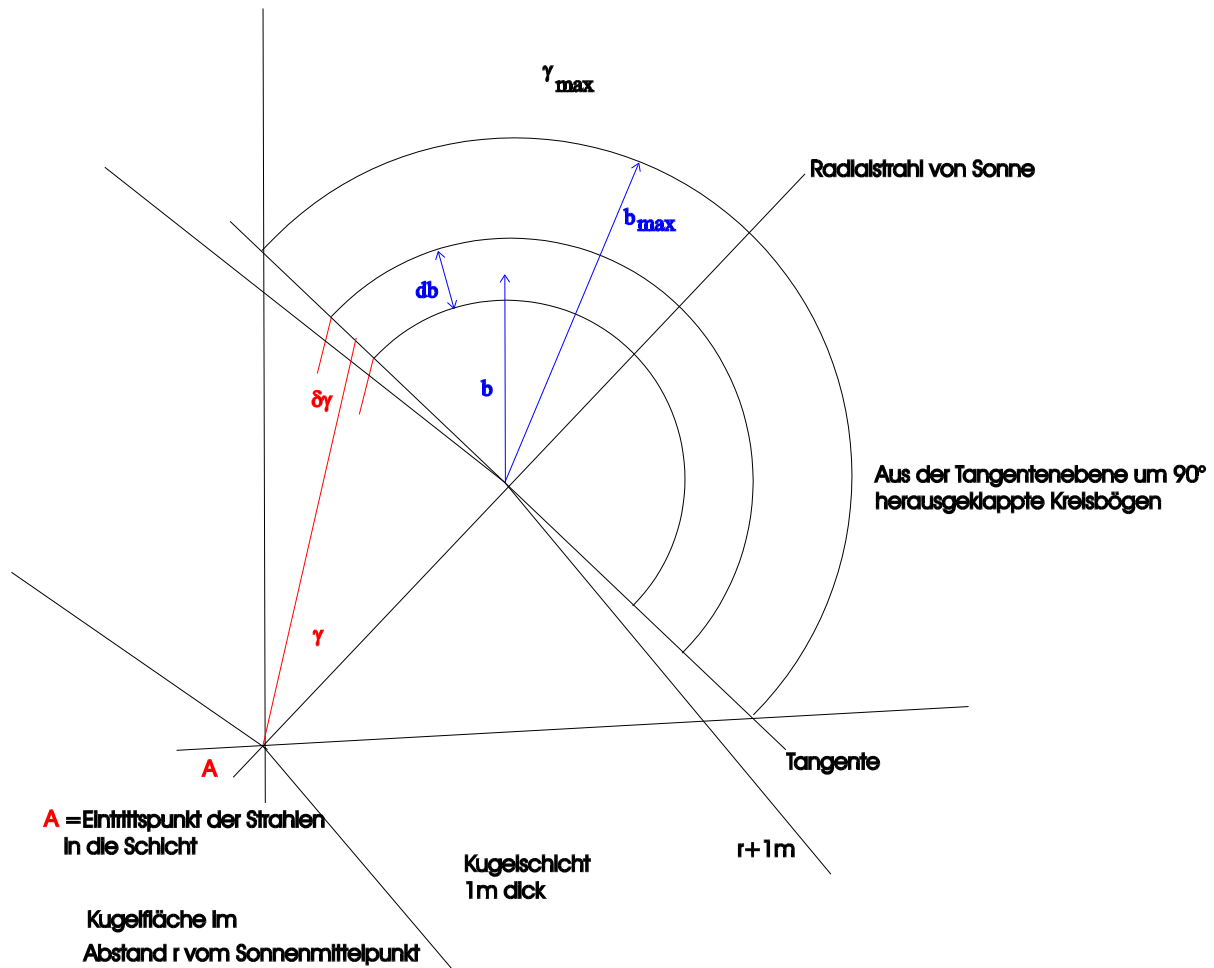 γmax
Radialstrahl von Sonne
bmax
db
b
δγ
Aus der Tangentenebene um 90°
herausgeklappte Kreisbögen
γ
Tangente
A
A =Eintrittspunkt der Strahlen
in die Schicht
r+1m
Kugelschicht
1m dick
Kugelfläche im
Abstand r vom Sonnenmittelpunkt